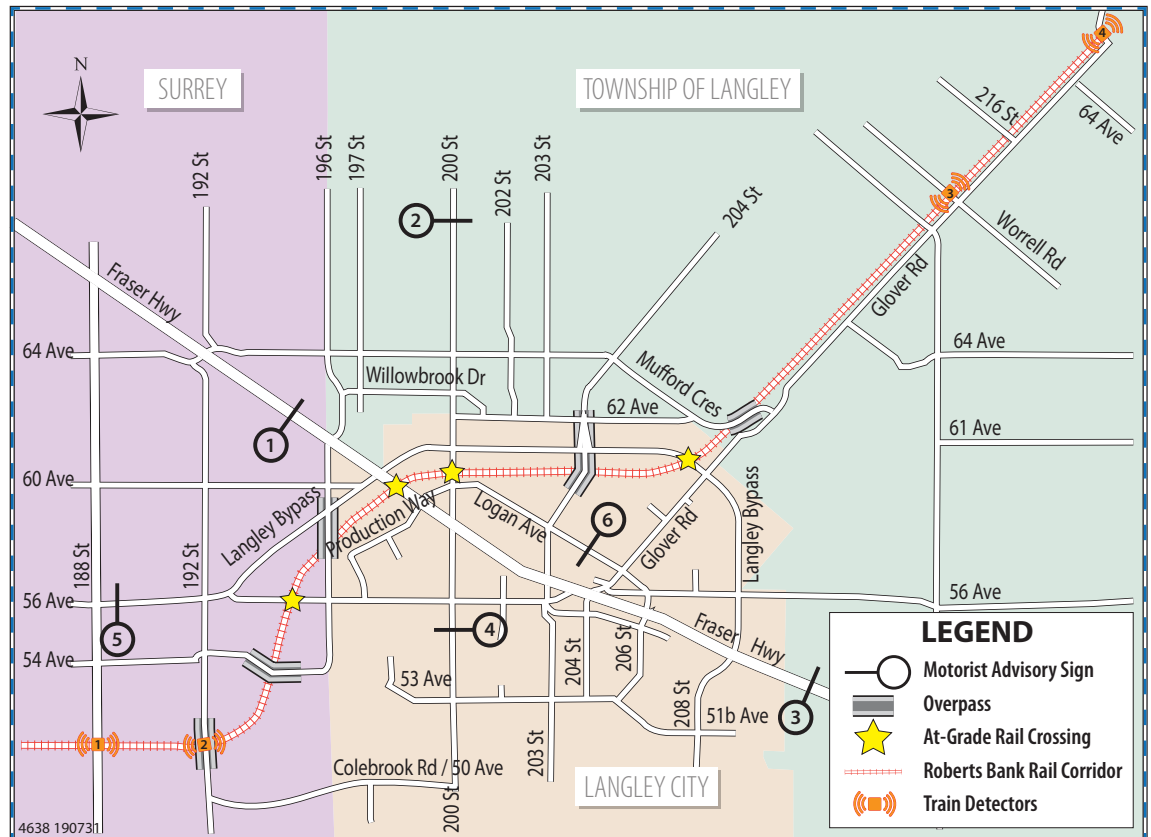 N
SURREY
TOWNSHIP OF LANGLEY
4
216 St
64 Ave
192 St
196 St
197 St
200 St
202 St
203 St
204 St
3
Worrell Rd
2
Fraser Hwy
Glover Rd
64 Ave
64 Ave
Willowbrook Dr
Mufford Cres
62 Ave
1
61 Ave
60 Ave
Langley Bypass
Production Way
Logan Ave
6
Glover Rd
Langley Bypass
188 St
192 St
56 Ave
56 Ave
5
4
Fraser Hwy
54 Ave
53 Ave
204 St
206 St
208 St
51b Ave
3
1
2
203 St
Colebrook Rd / 50 Ave
200 St
LANGLEY CITY
4638 190731
LEGEND
Motorist Advisory Sign
Overpass
At-Grade Rail Crossing
Roberts Bank Rail Corridor
Train Detectors